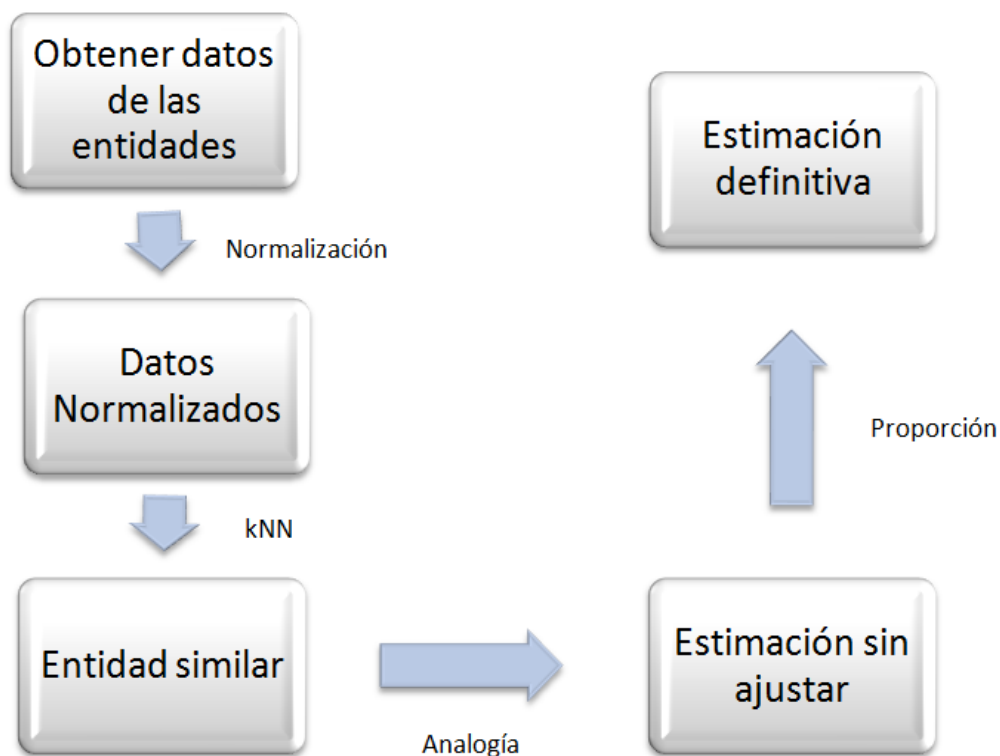 Obtener datos
de las
entidades
Normalización
Datos
Normalizados
kNN
Entidad similar
Analogía
Estimación sin
ajustar
Proporción
Estimación
definitiva